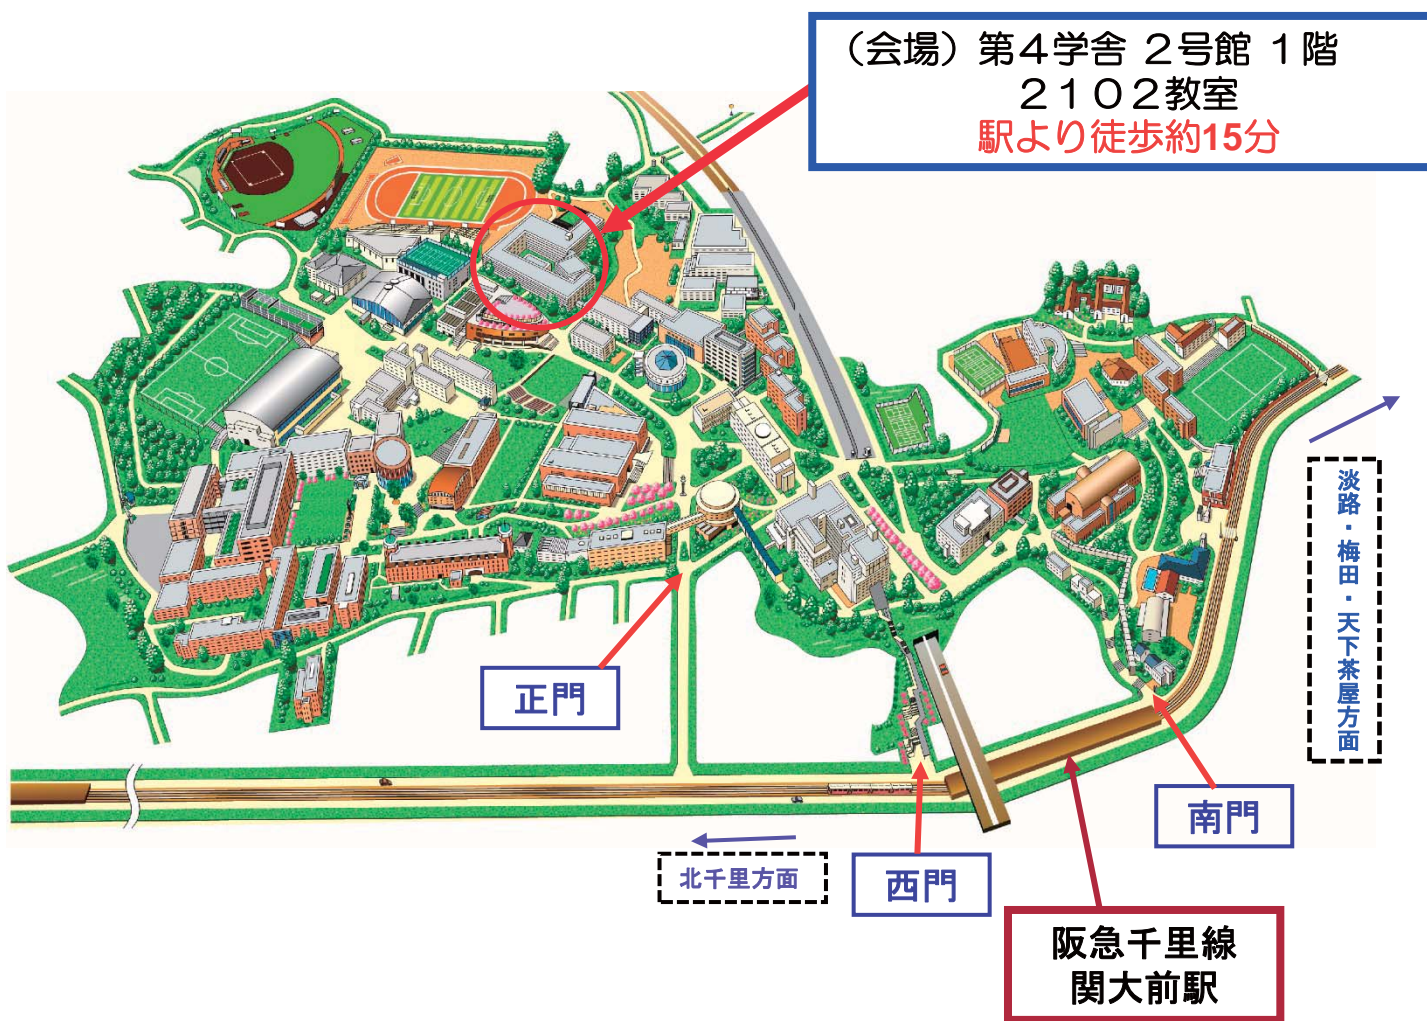 （会場）第４学舎 ２号館 １階
２１０２教室
駅より徒歩約15分
淡路・梅田・天下茶屋方面
正門
南門
北千里方面
西門
阪急千里線
関大前駅